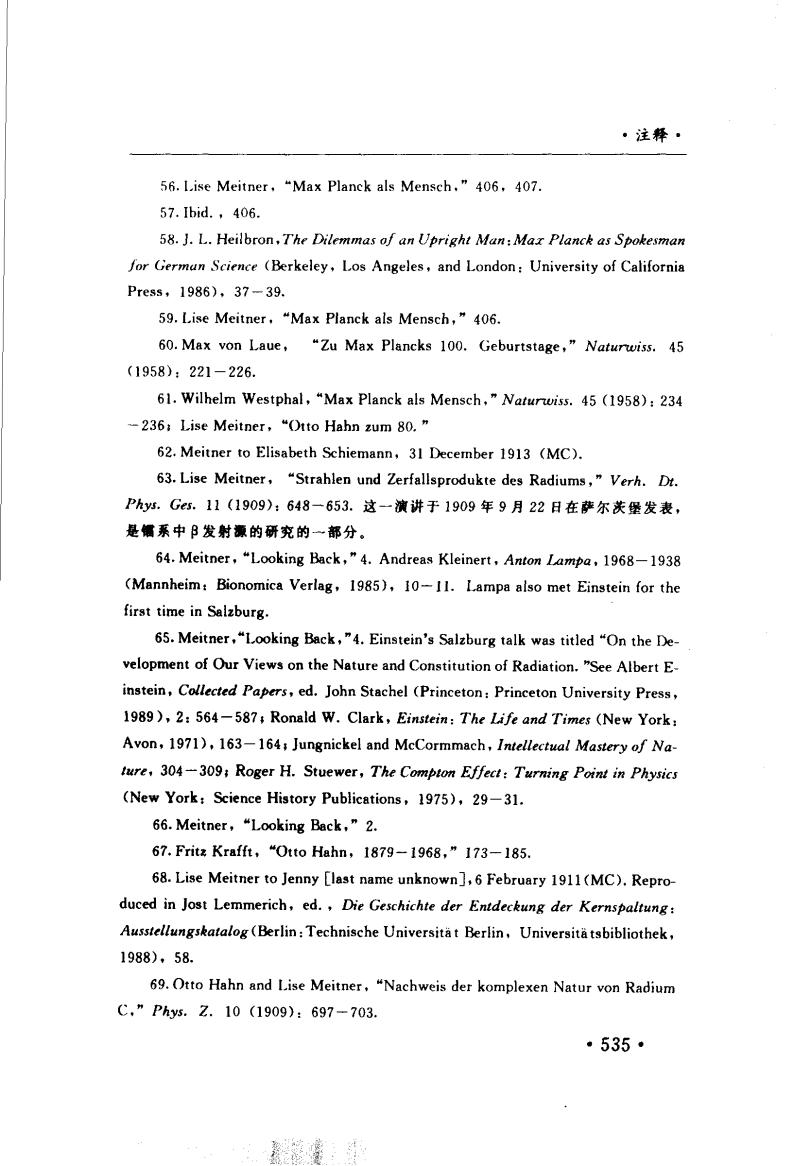 ·注释·
56. Lise Meitner, “Max Planck als Mensch,” 406, 407.
57. Ibid., 406.
58. J. L. Heilbron, The Dilemmas of an Upright Man: Max Planck as Spokesman
for German Science (Berkeley, Los Angeles, and London: University of California
Press, 1986), 37—39.
59. Lise Meitner, “Max Planck als Mensch,” 406.
60. Max von Laue, “Zu Max Plancks 100. Geburtstage,” Naturwiss. 45
(1958): 221—226.
61. Wilhelm Westphal, “Max Planck als Mensch,” Naturwiss. 45 (1958): 234
—236; Lise Meitner, “Otto Hahn zum 80.”
62. Meitner to Elisabeth Schiemann, 31 December 1913 (MC).
63. Lise Meitner, “Strahlen und Zerfallsprodukte des Radiums,” Verh. Dt.
Phys. Ges. 11 (1909): 648—653. 这一演讲于 1909 年 9 月 22 日在萨尔茨堡发表,
是镭系中β发射源的研究的一部分。
64. Meitner, “Looking Back,” 4. Andreas Kleinert, Anton Lampa, 1968—1938
(Mannheim: Bionomica Verlag, 1985), 10—11. Lampa also met Einstein for the
first time in Salzburg.
65. Meitner, “Looking Back,” 4. Einstein's Salzburg talk was titled “On the De-
velopment of Our Views on the Nature and Constitution of Radiation. ”See Albert E-
instein, Collected Papers, ed. John Stachel (Princeton: Princeton University Press,
1989), 2: 564—587; Ronald W. Clark, Einstein: The Life and Times (New York:
Avon, 1971), 163—164; Jungnickel and McCormmach, Intellectual Mastery of Na-
ture, 304—309; Roger H. Stuewer, The Compton Effect: Turning Point in Physics
(New York: Science History Publications, 1975), 29—31.
66. Meitner, “Looking Back,” 2.
67. Fritz Krafft, “Otto Hahn, 1879—1968,” 173—185.
68. Lise Meitner to Jenny [last name unknown], 6 February 1911(MC). Repro-
duced in Jost Lemmerich, ed., Die Geschichte der Entdeckung der Kernspaltung:
Ausstellungskatalog (Berlin: Technische Universität Berlin, Universitätsbibliothek,
1988), 58.
69. Otto Hahn and Lise Meitner, “Nachweis der komplexen Natur von Radium
C,” Phys. Z. 10 (1909): 697—703.
·535·